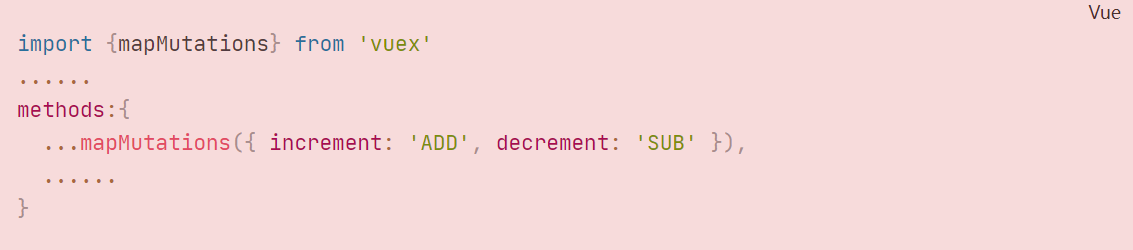 Vue
import {mapMutations} from 'vuex'
......
methods:{
  ...mapMutations({ increment: 'ADD', decrement: 'SUB' }),
  ......
}